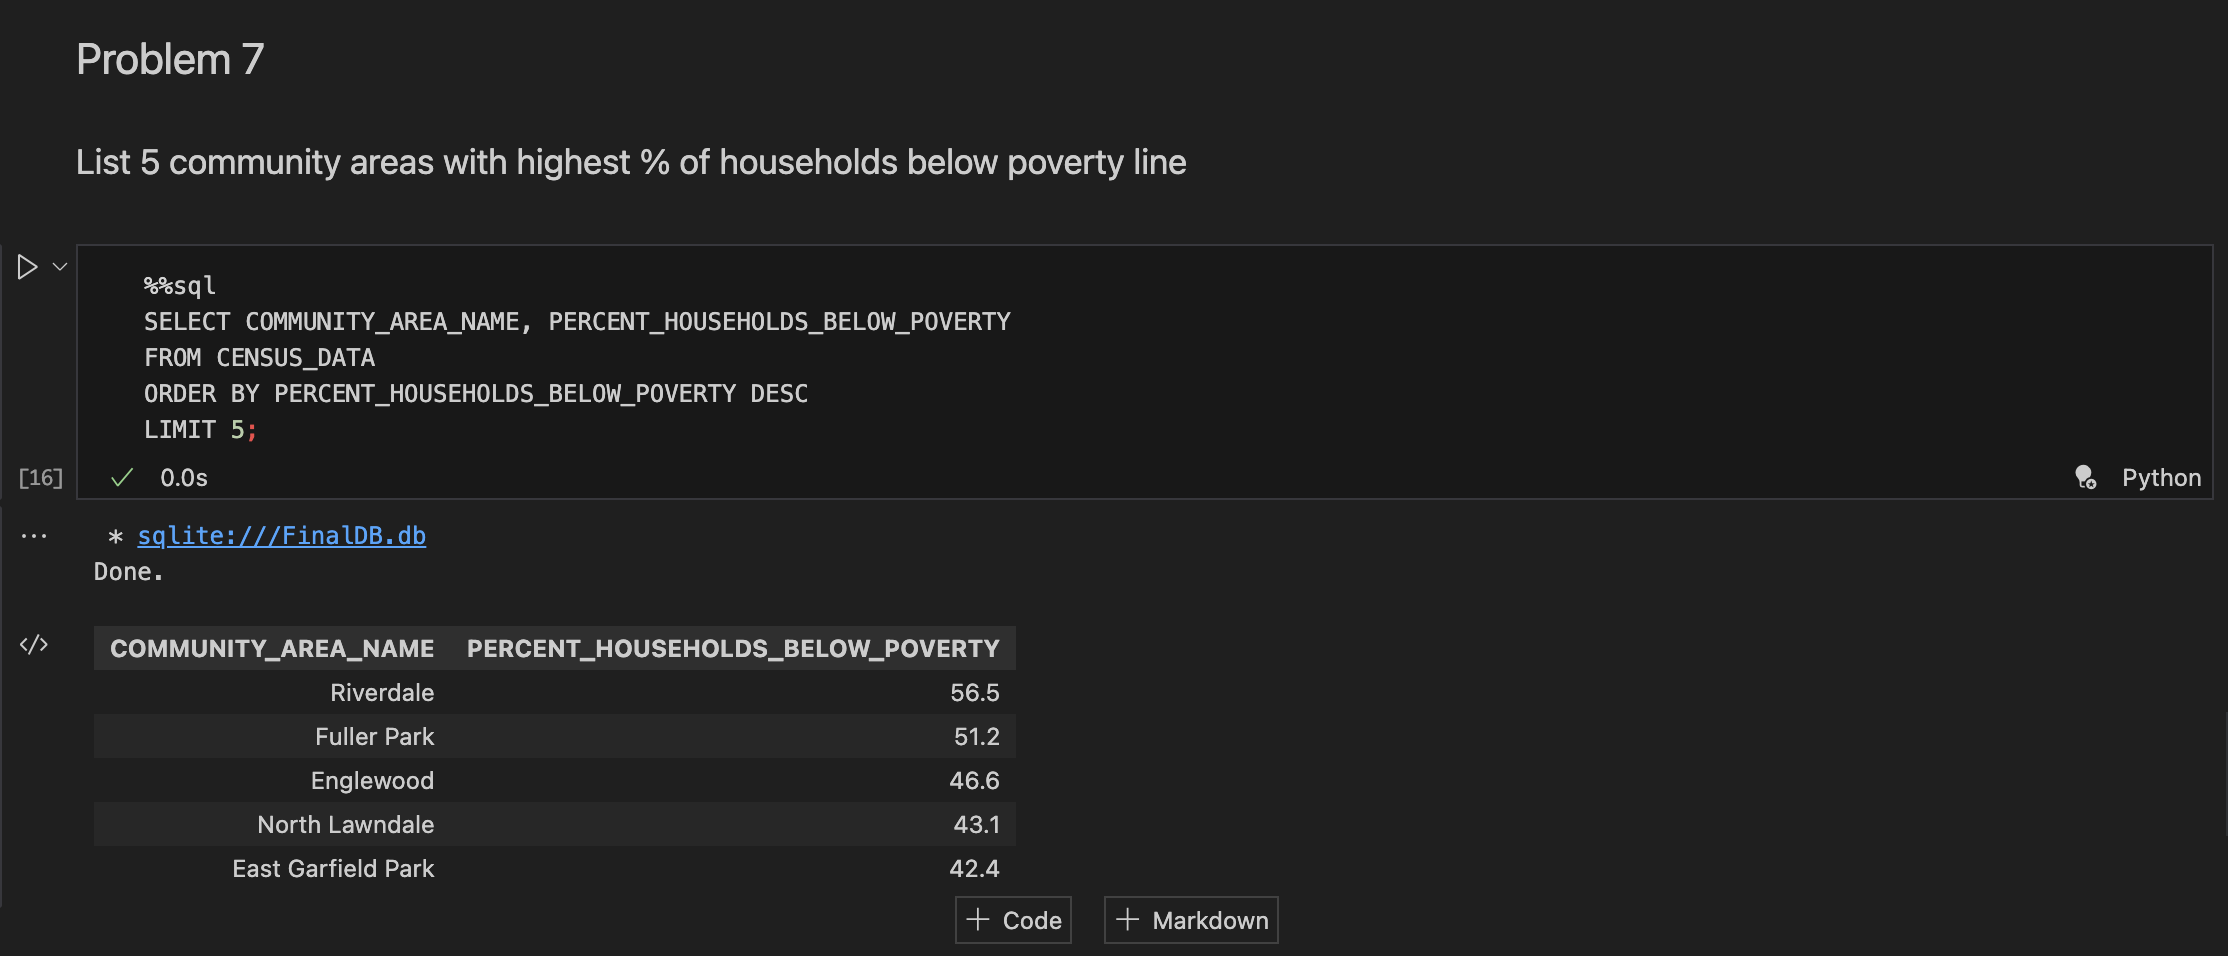 Problem 7
List 5 community areas with highest % of households below poverty line
%%sql
SELECT COMMUNITY_AREA_NAME, PERCENT_HOUSEHOLDS_BELOW_POVERTY
FROM CENSUS_DATA
ORDER BY PERCENT_HOUSEHOLDS_BELOW_POVERTY DESC
LIMIT 5;
[16] 0.0s Python
* sqlite:///FinalDB.db
Done.
COMMUNITY_AREA_NAME PERCENT_HOUSEHOLDS_BELOW_POVERTY
Riverdale 56.5
Fuller Park 51.2
Englewood 46.6
North Lawndale 43.1
East Garfield Park 42.4
+ Code + Markdown